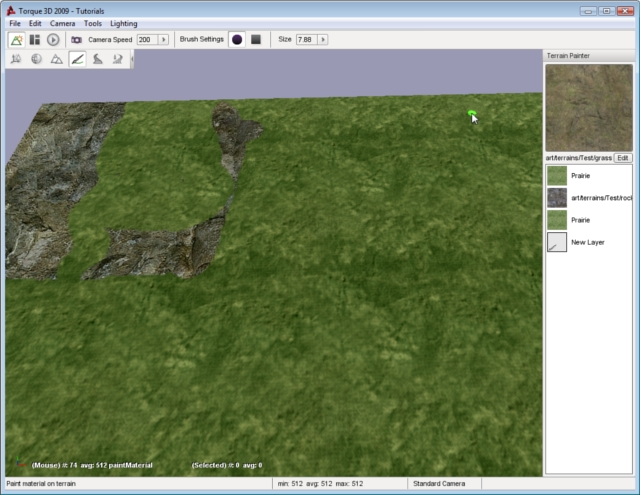 Torque 3D 2009 - Tutorials
File Edit Camera Tools Lighting
Camera Speed 200 Brush Settings Size 7.88
Terrain Painter
art/terrains/Test/grass Edit
Prairie
art/terrains/Test/rocl
Prairie
New Layer
(Mouse) #: 74 avg: 512 paintMaterial (Selected) #: 0 avg: 0
Paint material on terrain min: 512 avg: 512 max: 512 Standard Camera